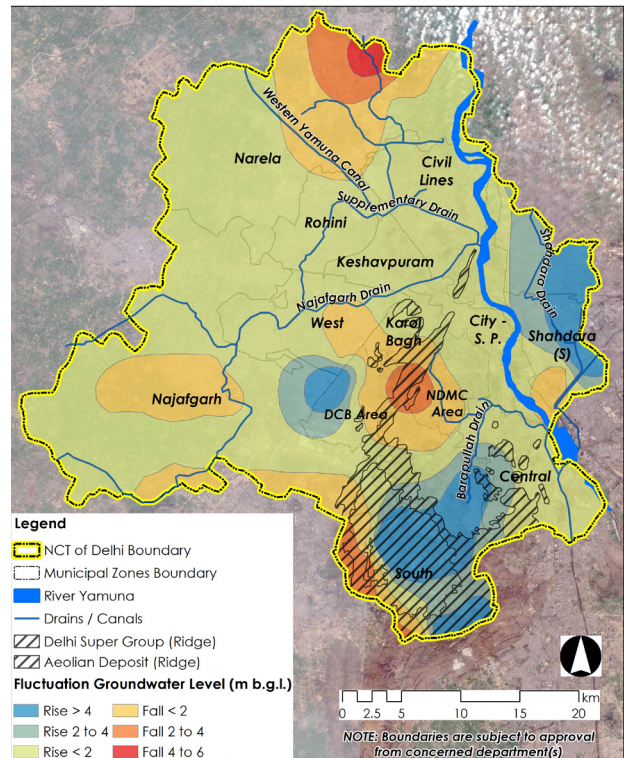 Western Yamuna Canal
Narela
Civil
Lines
Supplementary Drain
Rohini
Shahdara Drain
Keshavpuram
Najafgarh Drain
West
Karol
Bagh
City -
S. P.
Shahdara
(S)
Najafgarh
DCB Area
NDMC
Area
Barapullah Drain
Central
South
Legend
NCT of Delhi Boundary
Municipal Zones Boundary
River Yamuna
Drains / Canals
Delhi Super Group (Ridge)
Aeolian Deposit (Ridge)
Fluctuation Groundwater Level (m b.g.l.)
Rise > 4 Fall < 2
Rise 2 to 4 Fall 2 to 4
Rise < 2 Fall 4 to 6
km
0 2.5 5 10 15 20
NOTE: Boundaries are subject to approval
from concerned department(s)